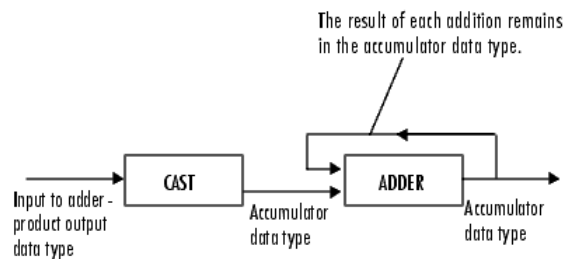 The result of each addition remains
in the accumulator data type.
CAST
ADDER
Input to adder -
product output
data type
Accumulator
data type
Accumulator
data type